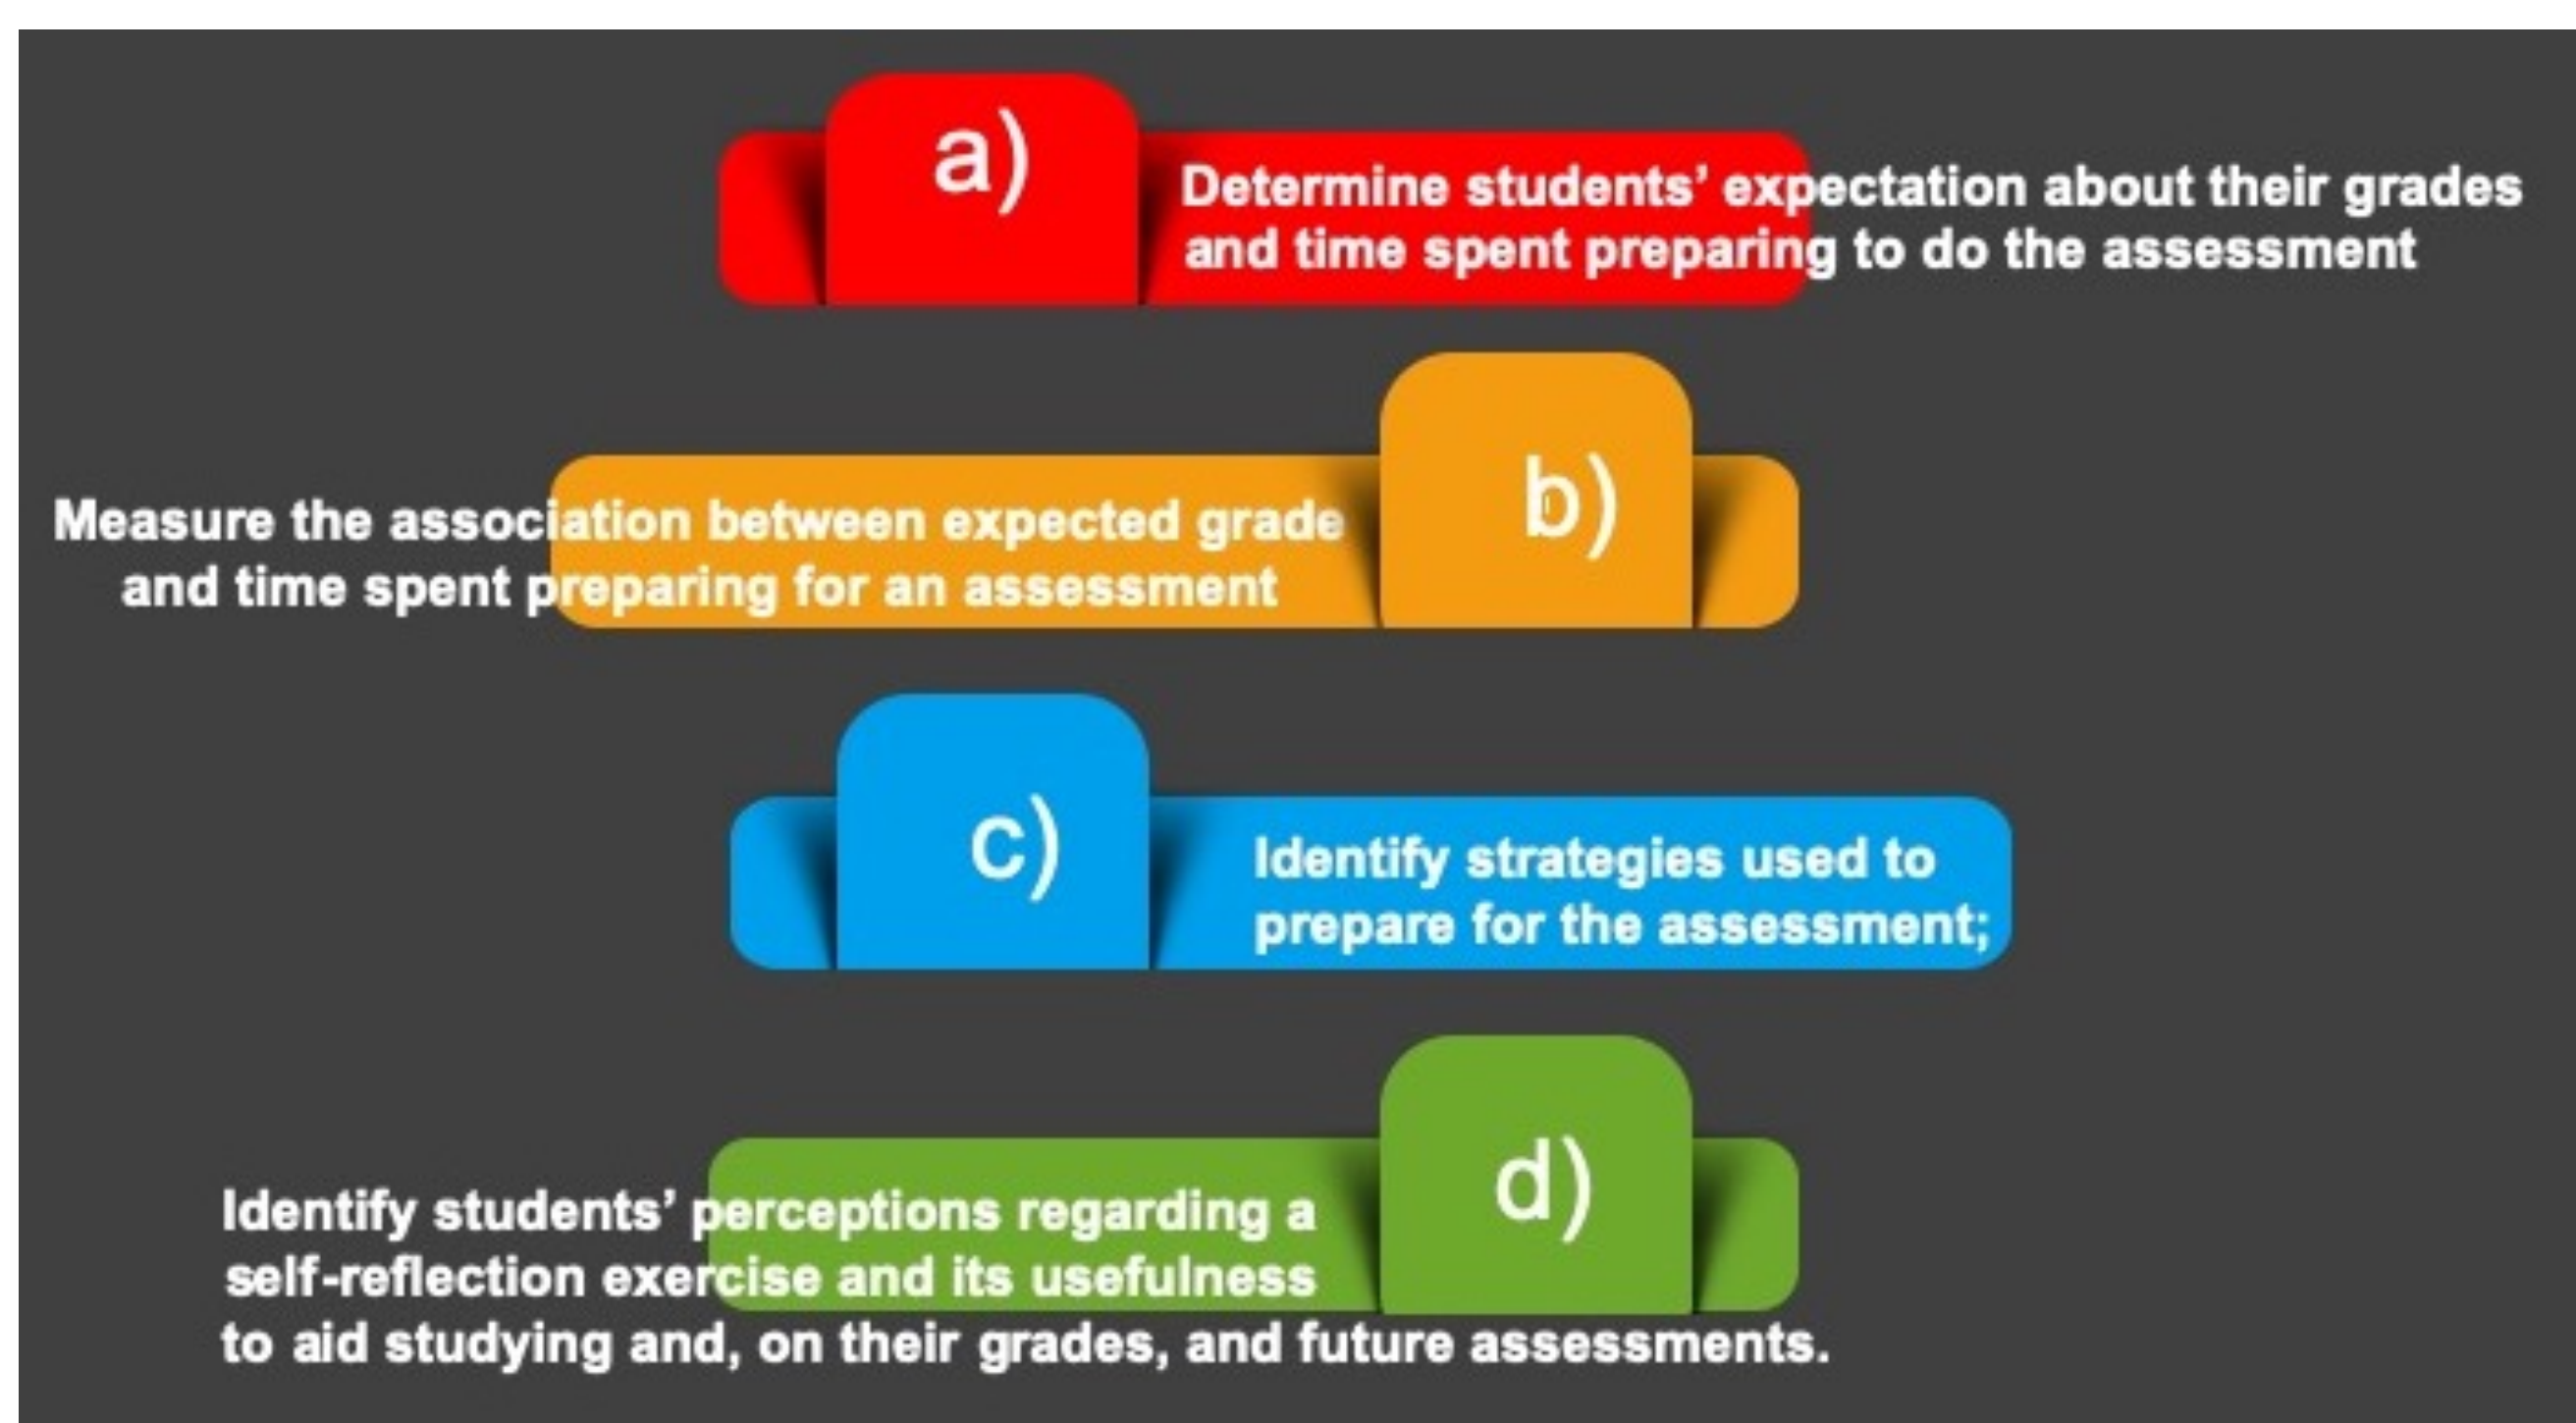 a)
Determine students’ expectation about their grades
and time spent preparing to do the assessment
b)
Measure the association between expected grade
and time spent preparing for an assessment
c)
Identify strategies used to
prepare for the assessment;
d)
Identify students’ perceptions regarding a
self-reflection exercise and its usefulness
to aid studying and, on their grades, and future assessments.